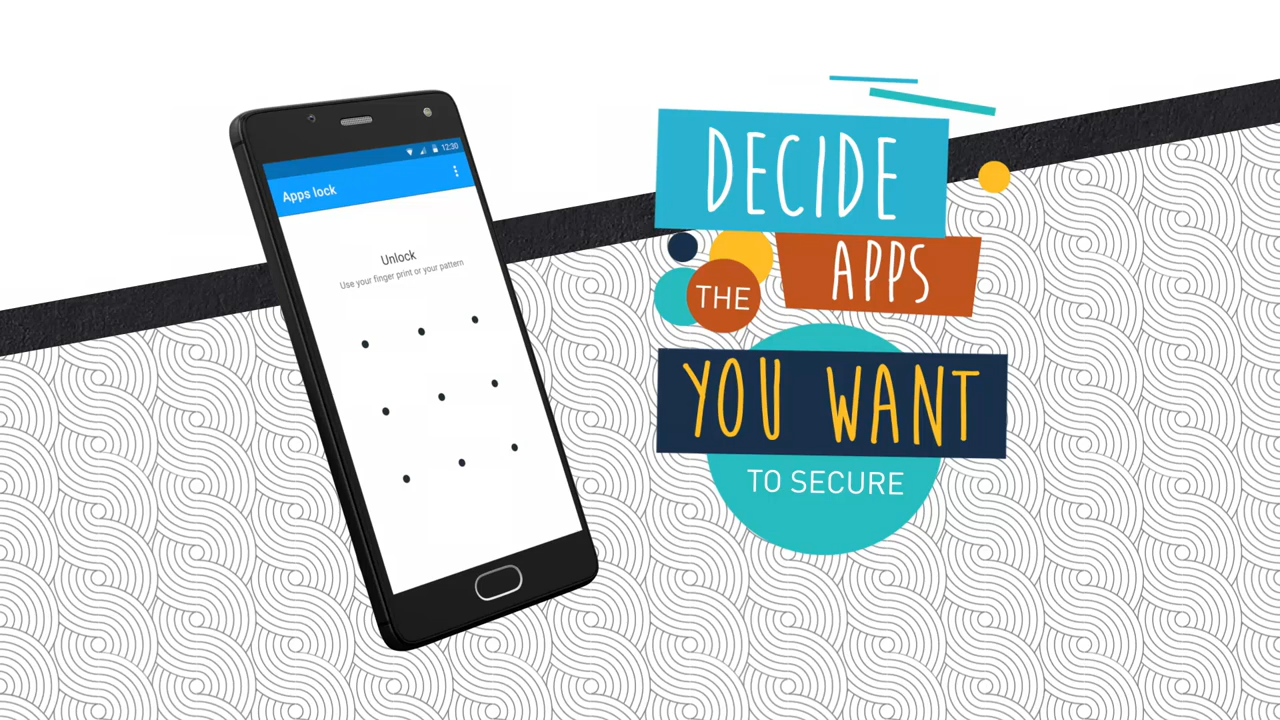 12:30
Apps lock
Unlock
Use your finger print or your pattern
DECIDE
THE APPS
YOU WANT
TO SECURE